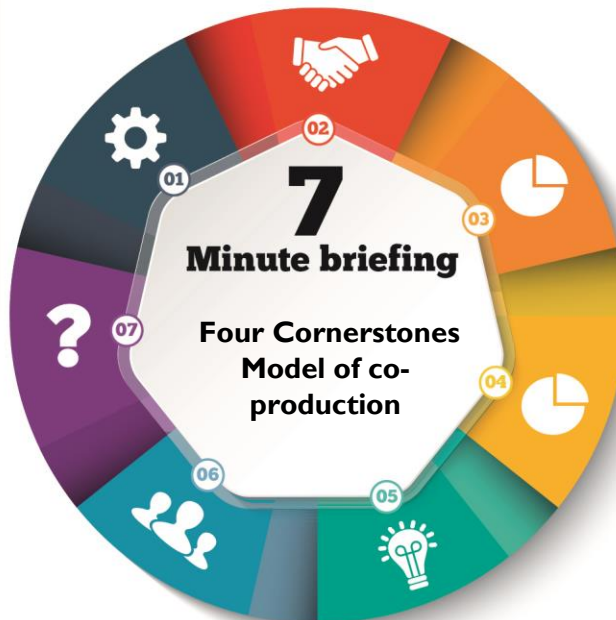 01
02
03
04
05
06
07
7
Minute briefing
Four Cornerstones
Model of co-
production
?